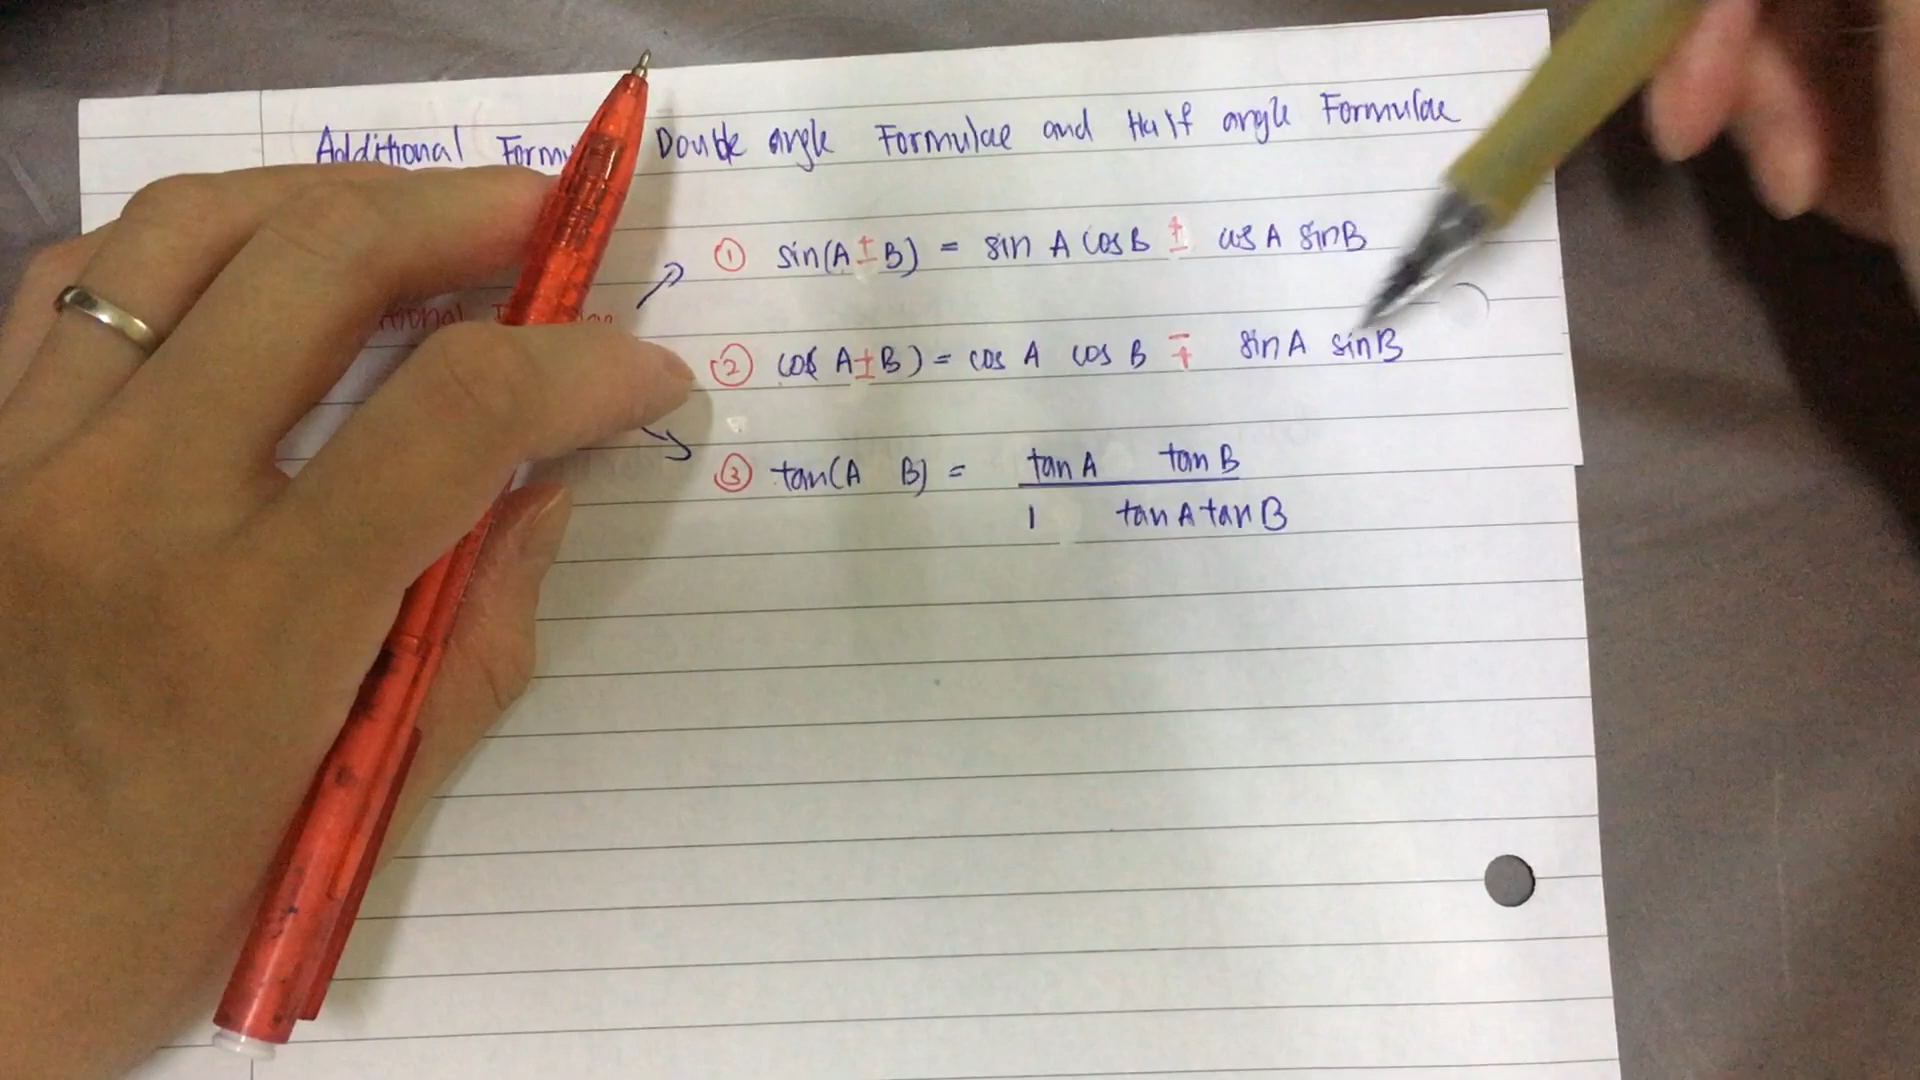 Additional Double angle Formulae and Half angle Formulae
① sin(A ± B) = sin A cos B ± cos A sin B
② cos( A ± B ) = cos A cos B ∓ sin A sin B
③ tan(A B) = tan A tan B
1 tan A tan B